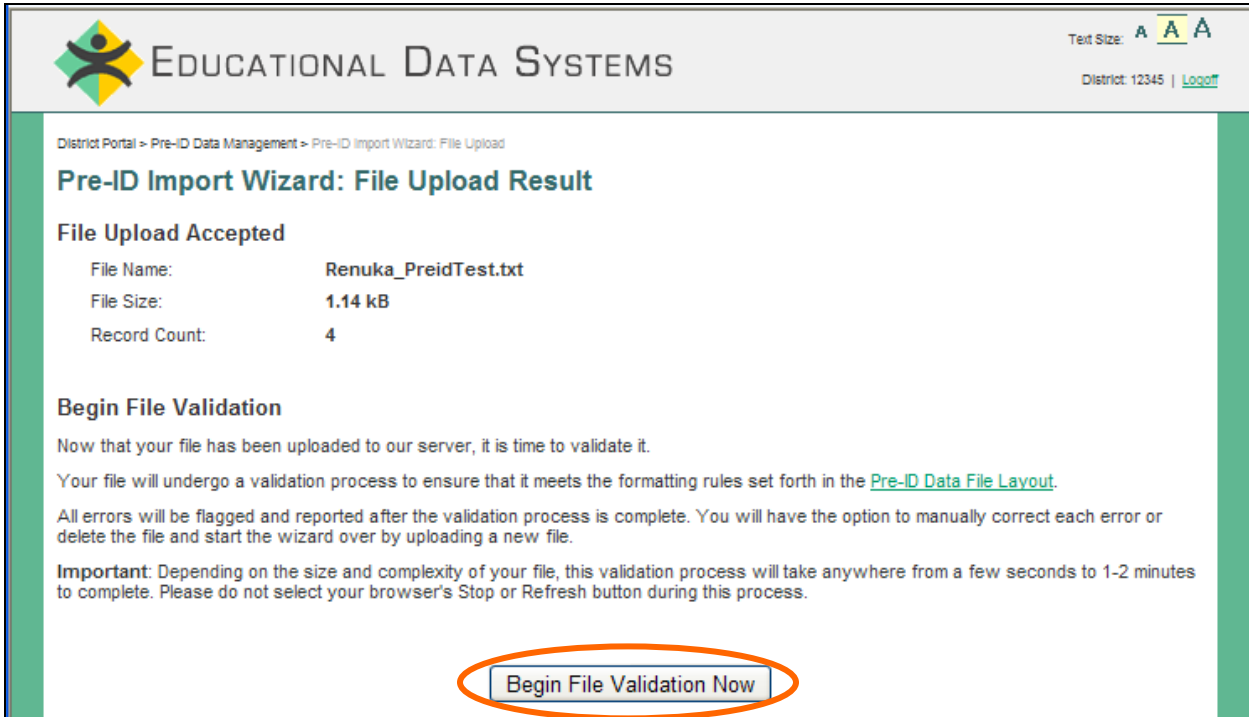 EDUCATIONAL DATA SYSTEMS
Text Size: A A A
District: 12345 | Logoff
District Portal > Pre-ID Data Management > Pre-ID Import Wizard: File Upload
Pre-ID Import Wizard: File Upload Result
File Upload Accepted
File Name: Renuka_PreidTest.txt
File Size: 1.14 kB
Record Count: 4
Begin File Validation
Now that your file has been uploaded to our server, it is time to validate it.
Your file will undergo a validation process to ensure that it meets the formatting rules set forth in the Pre-ID Data File Layout.
All errors will be flagged and reported after the validation process is complete. You will have the option to manually correct each error or
delete the file and start the wizard over by uploading a new file.
Important: Depending on the size and complexity of your file, this validation process will take anywhere from a few seconds to 1-2 minutes
to complete. Please do not select your browser's Stop or Refresh button during this process.
Begin File Validation Now